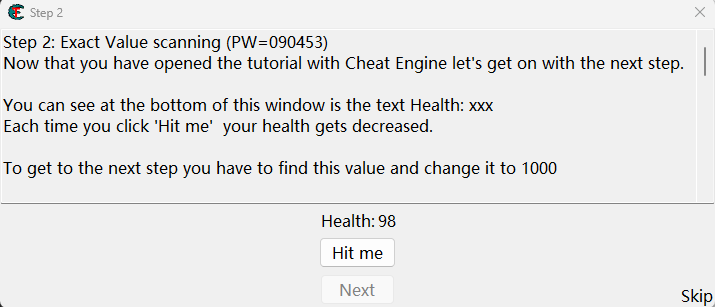 Step 2
Step 2: Exact Value scanning (PW=090453)
Now that you have opened the tutorial with Cheat Engine let's get on with the next step.
You can see at the bottom of this window is the text Health: xxx
Each time you click 'Hit me'  your health gets decreased.
To get to the next step you have to find this value and change it to 1000
Health: 98
Hit me
Next
Skip